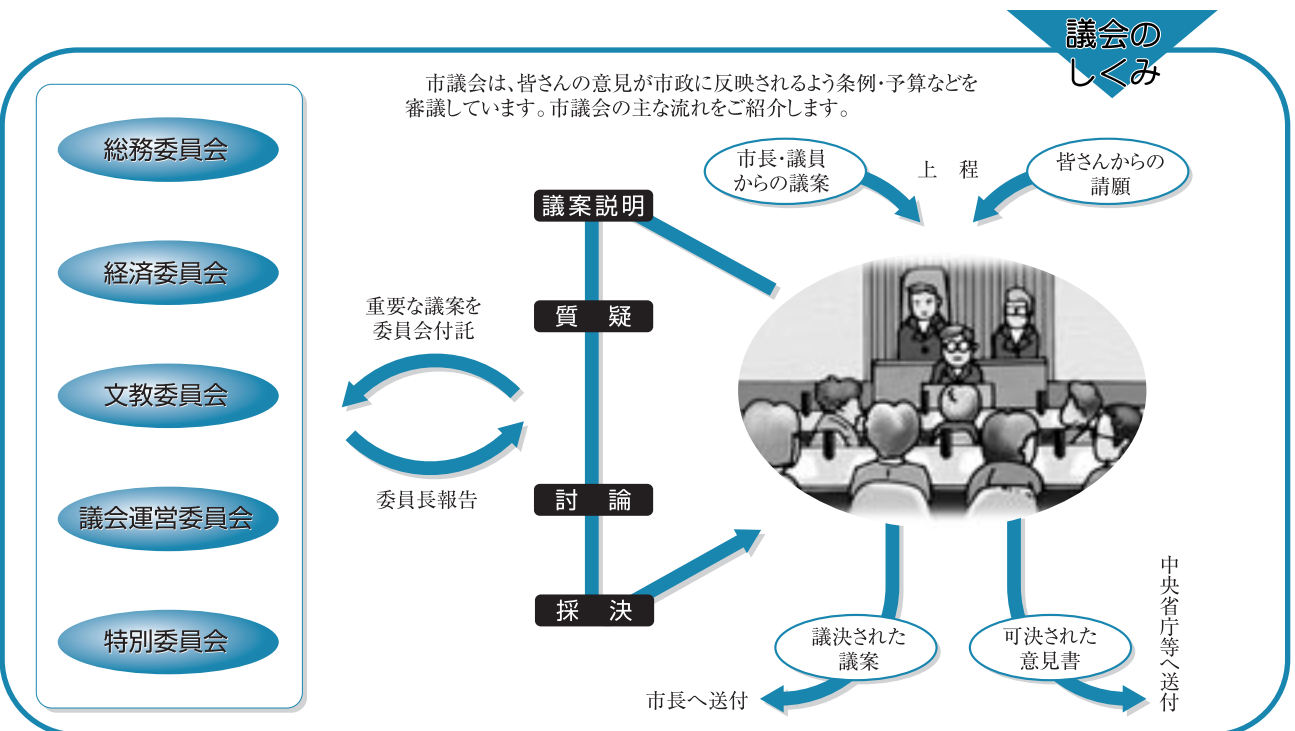 議会の
しくみ
市議会は、皆さんの意見が市政に反映されるよう条例・予算などを
審議しています。市議会の主な流れをご紹介します。
総務委員会
経済委員会
文教委員会
議会運営委員会
特別委員会
重要な議案を
委員会付託
委員長報告
議案説明
質　疑
討　論
採　決
市長・議員
からの議案
上　程
皆さんからの
請願
議決された
議案
市長へ送付
可決された
意見書
中央省庁等へ送付